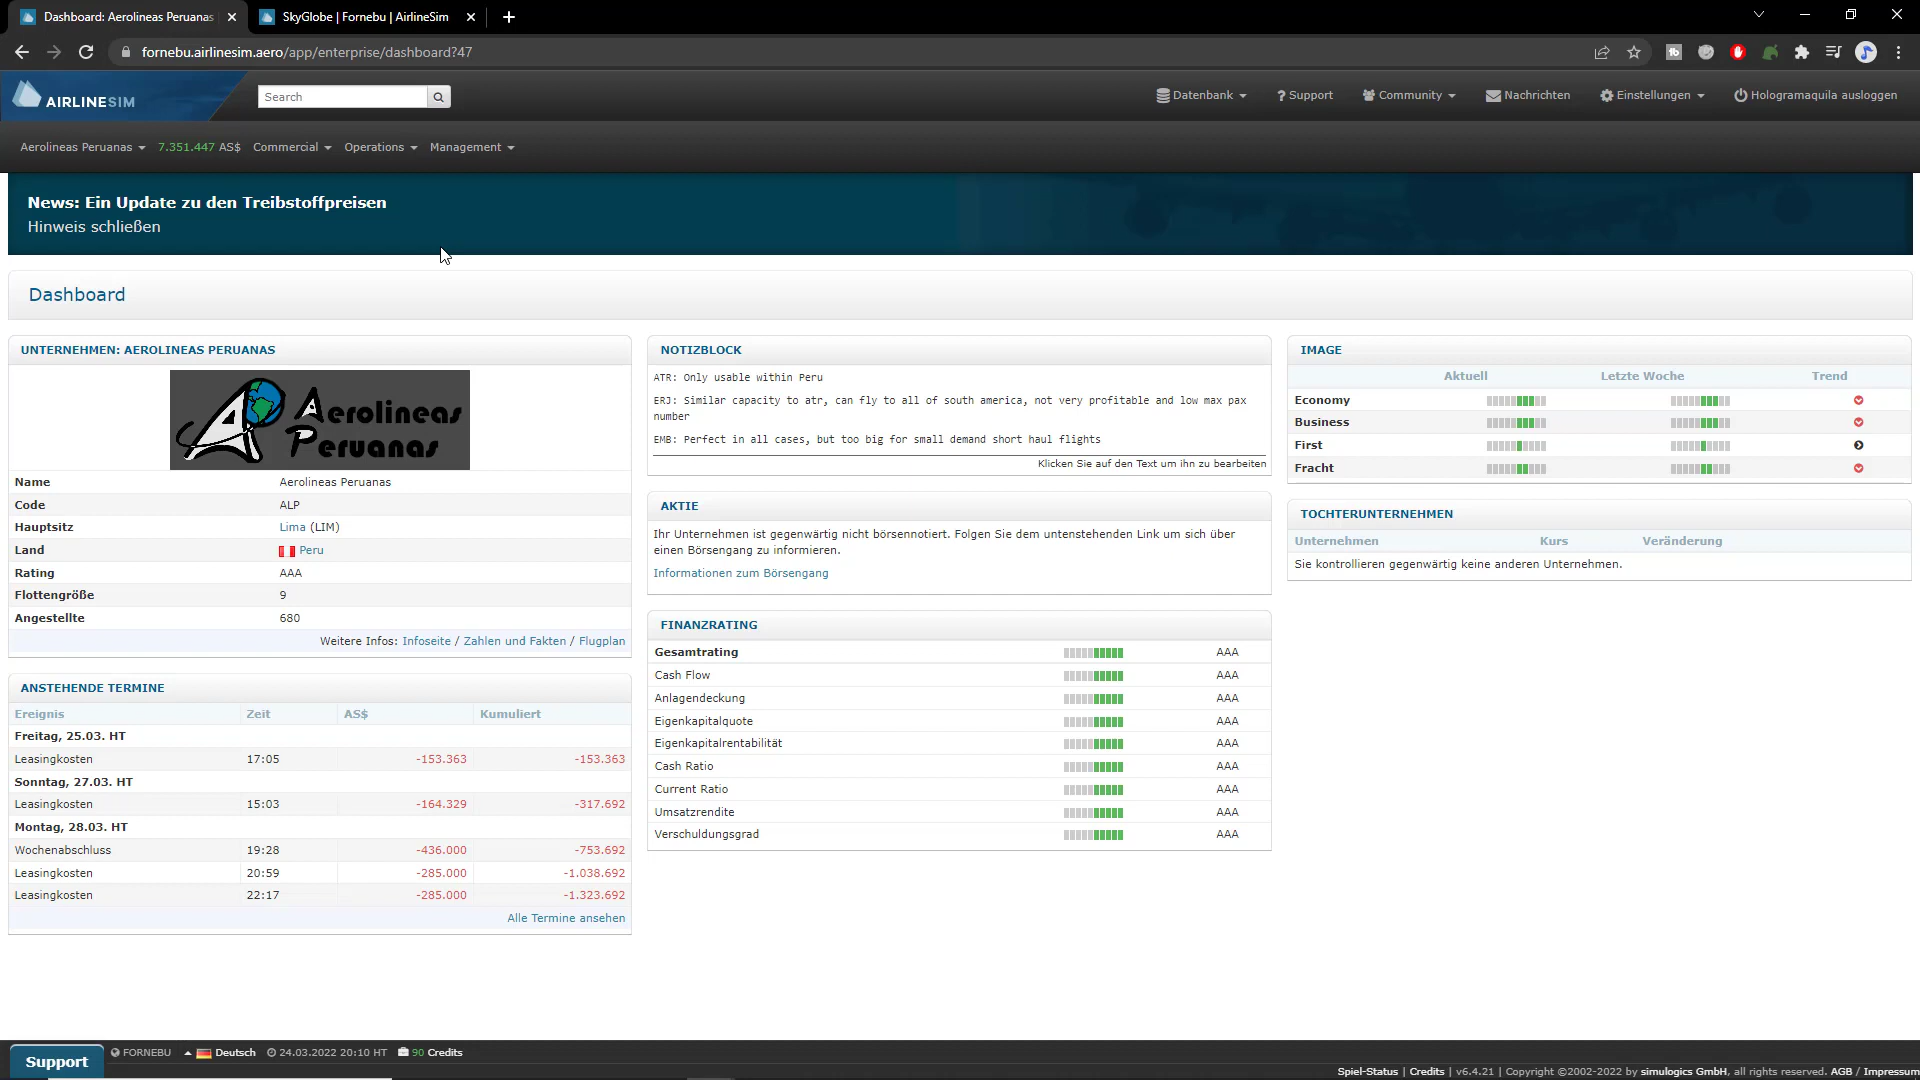 Dashboard: Aerolineas Peruanas
SkyGlobe | Fornebu | AirlineSim
fornebu.airlinesim.aero/app/enterprise/dashboard?47
AIRLINESIM
Search
Datenbank
? Support
Community
Nachrichten
Einstellungen
Hologramaquila ausloggen
Aerolineas Peruanas 7.351.447 AS$ Commercial Operations Management
News: Ein Update zu den Treibstoffpreisen
Hinweis schließen
Dashboard
UNTERNEHMEN: AEROLINEAS PERUANAS
Aerolineas
Peruanas
Name Aerolineas Peruanas
Code ALP
Hauptsitz Lima (LIM)
Land Peru
Rating AAA
Flottengröße 9
Angestellte 680
Weitere Infos: Infoseite / Zahlen und Fakten / Flugplan
ANSTEHENDE TERMINE
Ereignis Zeit AS$ Kumuliert
Freitag, 25.03. HT
Leasingkosten 17:05 -153.363 -153.363
Sonntag, 27.03. HT
Leasingkosten 15:03 -164.329 -317.692
Montag, 28.03. HT
Wochenabschluss 19:28 -436.000 -753.692
Leasingkosten 20:59 -285.000 -1.038.692
Leasingkosten 22:17 -285.000 -1.323.692
Alle Termine ansehen
NOTIZBLOCK
ATR: Only usable within Peru
ERJ: Similar capacity to atr, can fly to all of south america, not very profitable and low max pax
number
EMB: Perfect in all cases, but too big for small demand short haul flights
Klicken Sie auf den Text um ihn zu bearbeiten
AKTIE
Ihr Unternehmen ist gegenwärtig nicht börsennotiert. Folgen Sie dem untenstehenden Link um sich über
einen Börsengang zu informieren.
Informationen zum Börsengang
FINANZRATING
Gesamtrating AAA
Cash Flow AAA
Anlagendeckung AAA
Eigenkapitalquote AAA
Eigenkapitalrentabilität AAA
Cash Ratio AAA
Current Ratio AAA
Umsatzrendite AAA
Verschuldungsgrad AAA
IMAGE
Aktuell Letzte Woche Trend
Economy
Business
First
Fracht
TOCHTERUNTERNEHMEN
Unternehmen Kurs Veränderung
Sie kontrollieren gegenwärtig keine anderen Unternehmen.
Support
FORNEBU Deutsch 24.03.2022 20:10 HT 90 Credits
Spiel-Status | Credits | v6.4.21 | Copyright ©2002-2022 by simulogics GmbH, all rights reserved. AGB / Impressum